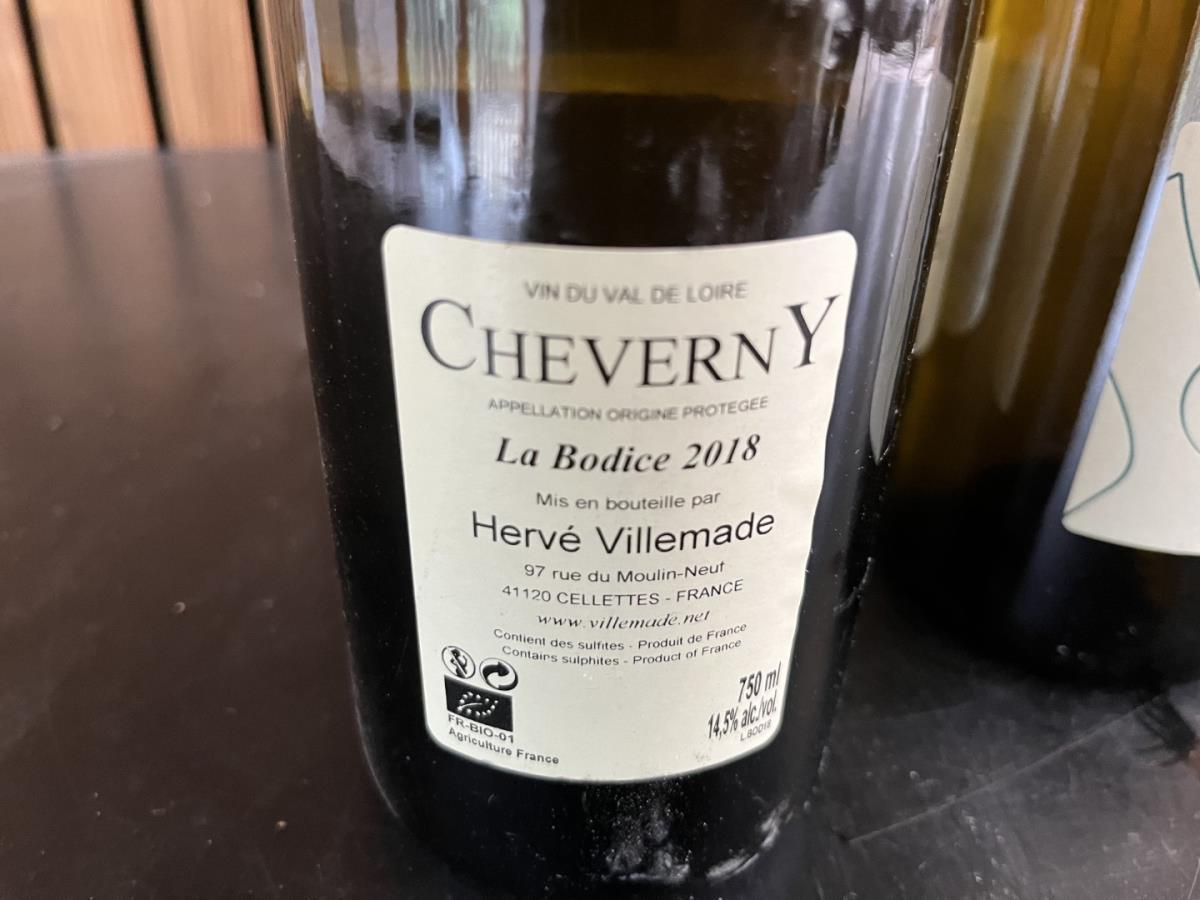 VIN DU VAL DE LOIRE
CHEVERNY
APPELLATION ORIGINE PROTEGEE
La Bodice 2018
Mis en bouteille par
Hervé Villemade
97 rue du Moulin-Neuf
41120 CELLETTES - FRANCE
www.villemade.net
Contient des sulfites - Produit de France
Contains sulphites - Product of France
750 ml
14,5% alc./vol.
LBOD18
FR-BIO-01
Agriculture France